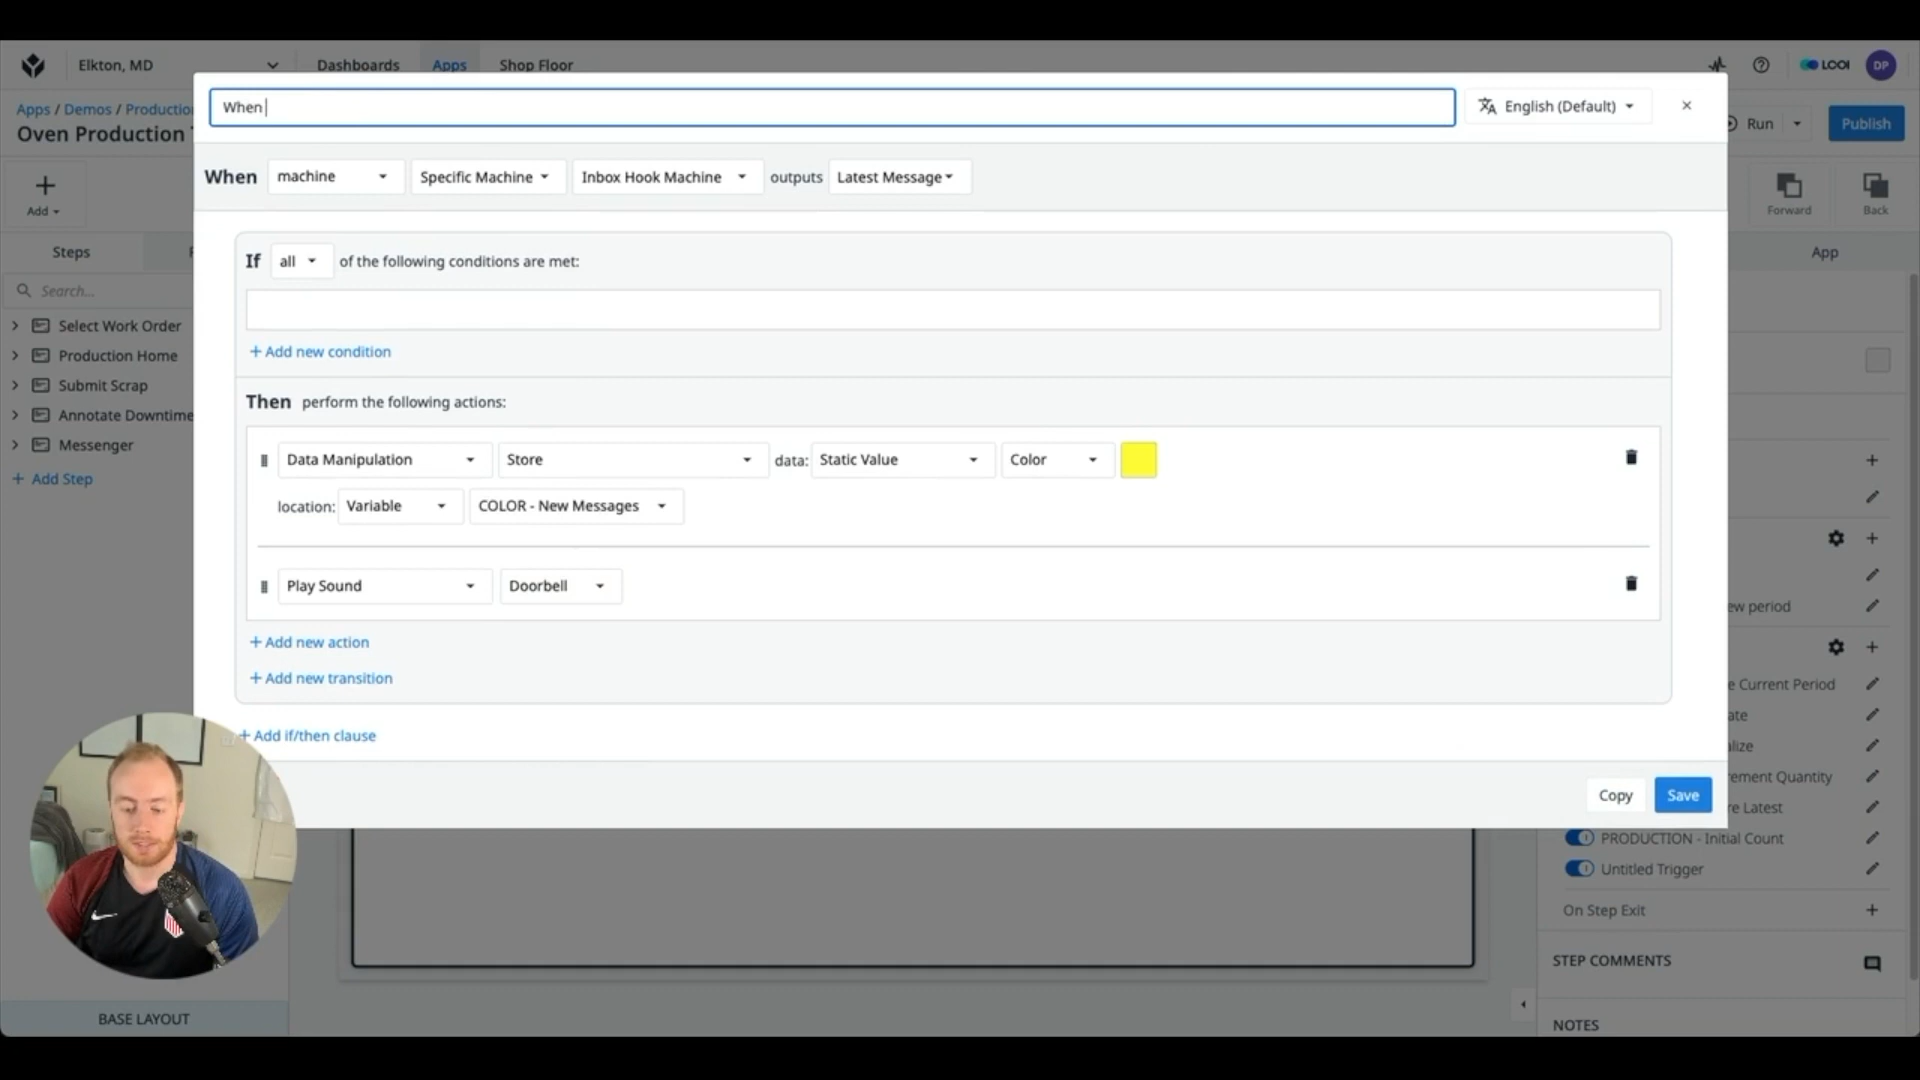 Elkton, MD
Dashboards
Apps
Shop Floor
LOOI
DP
Apps / Demos /
Oven Production
Run
Publish
When
English (Default)
When machine Specific Machine Inbox Hook Machine outputs Latest Message
Add
Forward
Back
Steps
App
Search...
Select Work Order
Production Home
Submit Scrap
Annotate Downtime
Messenger
+ Add Step
If all of the following conditions are met:
+ Add new condition
Then perform the following actions:
Data Manipulation Store data: Static Value Color
location: Variable COLOR - New Messages
Play Sound Doorbell
+ Add new action
+ Add new transition
+ Add if/then clause
Copy
Save
period
Current Period
Quantity
Latest
PRODUCTION - Initial Count
Untitled Trigger
On Step Exit
STEP COMMENTS
NOTES
BASE LAYOUT